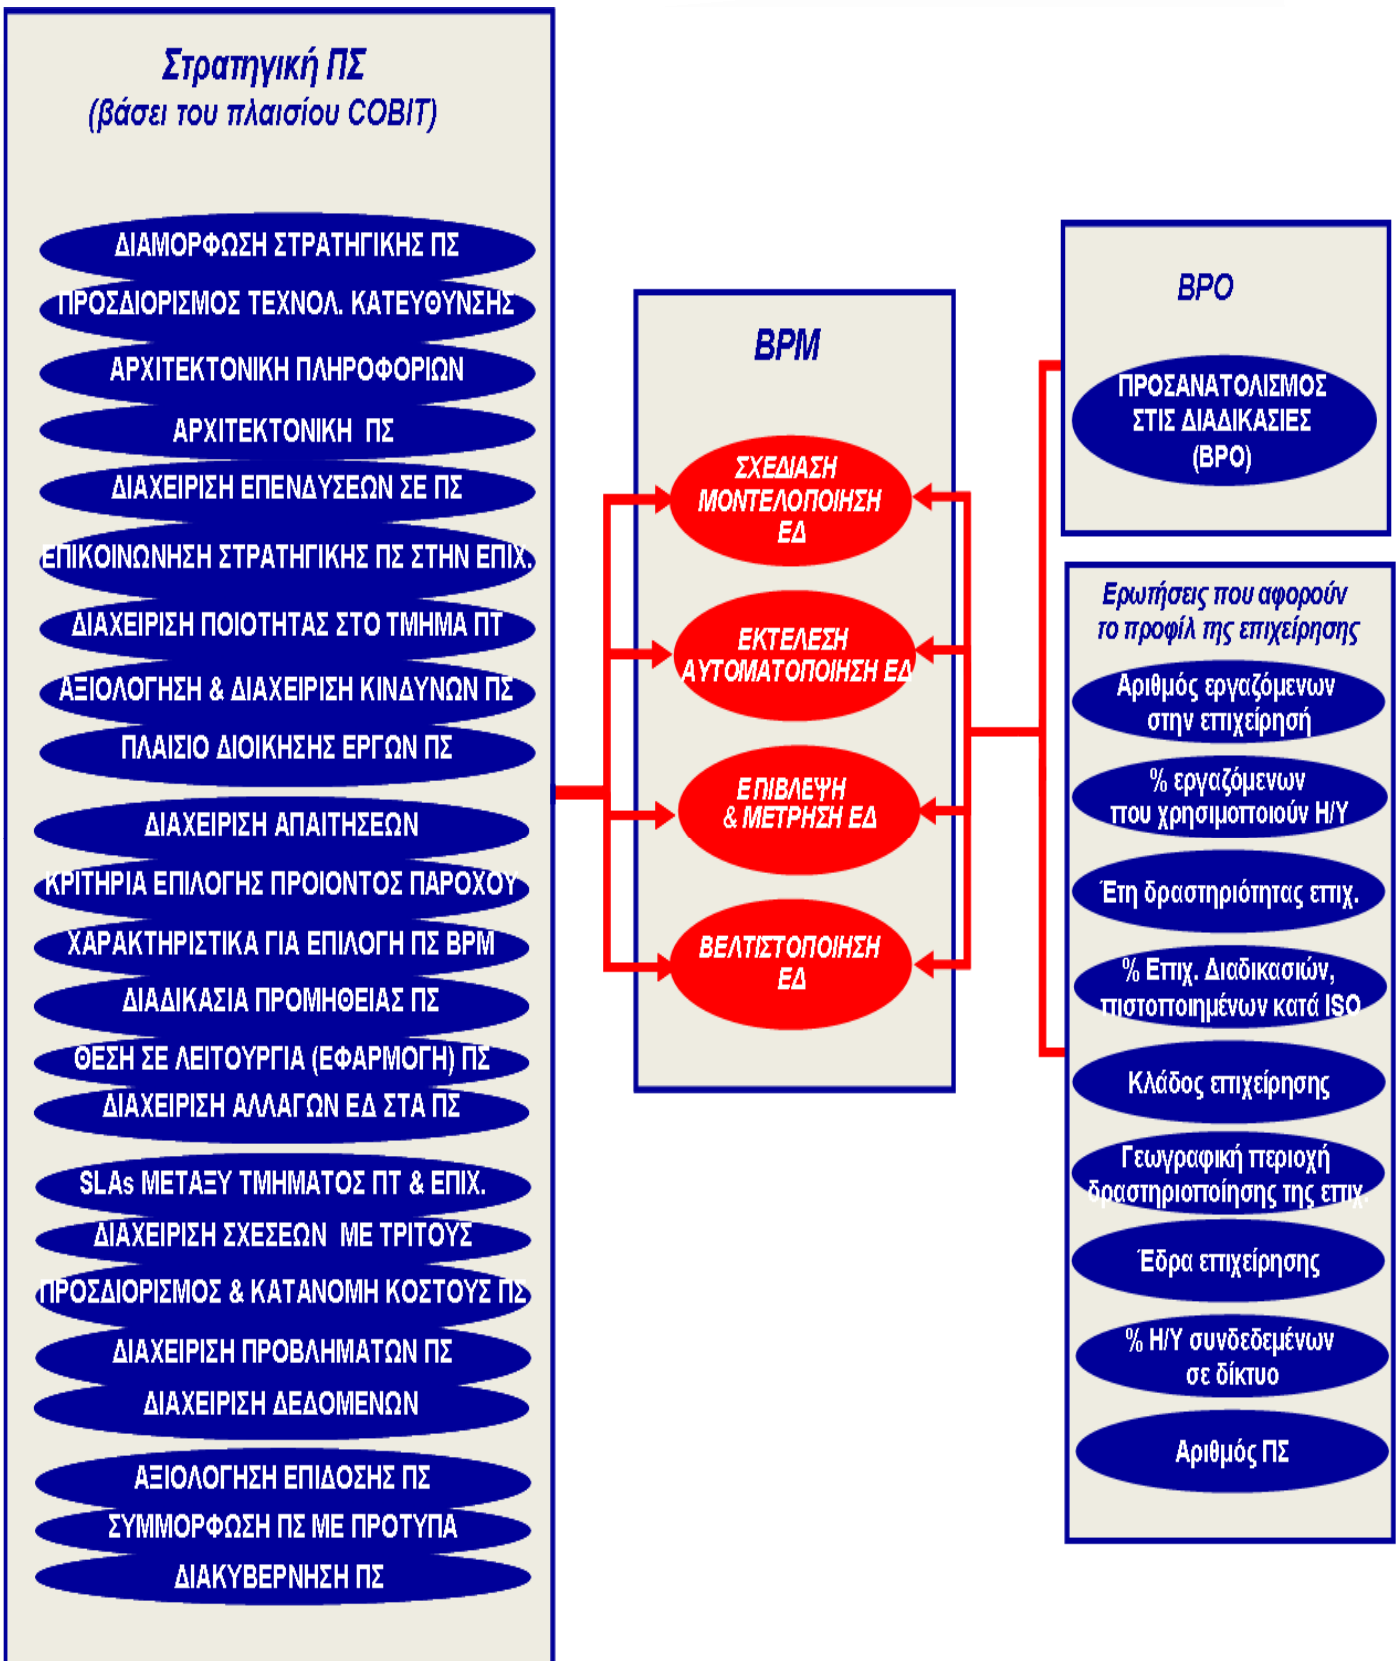 Στρατηγική ΠΣ
(βάσει του πλαισίου COBIT)
ΔΙΑΜΟΡΦΩΣΗ ΣΤΡΑΤΗΓΙΚΗΣ ΠΣ
ΠΡΟΣΔΙΟΡΙΣΜΟΣ ΤΕΧΝΟΛ. ΚΑΤΕΥΘΥΝΣΗΣ
ΑΡΧΙΤΕΚΤΟΝΙΚΗ ΠΛΗΡΟΦΟΡΙΩΝ
ΑΡΧΙΤΕΚΤΟΝΙΚΗ ΠΣ
ΔΙΑΧΕΙΡΙΣΗ ΕΠΕΝΔΥΣΕΩΝ ΣΕ ΠΣ
ΕΠΙΚΟΙΝΩΝΗΣΗ ΣΤΡΑΤΗΓΙΚΗΣ ΠΣ ΣΤΗΝ ΕΠΙΧ.
ΔΙΑΧΕΙΡΙΣΗ ΠΟΙΟΤΗΤΑΣ ΣΤΟ ΤΜΗΜΑ ΠΤ
ΑΞΙΟΛΟΓΗΣΗ & ΔΙΑΧΕΙΡΙΣΗ ΚΙΝΔΥΝΩΝ ΠΣ
ΠΛΑΙΣΙΟ ΔΙΟΙΚΗΣΗΣ ΕΡΓΩΝ ΠΣ
ΔΙΑΧΕΙΡΙΣΗ ΑΠΑΙΤΗΣΕΩΝ
ΚΡΙΤΗΡΙΑ ΕΠΙΛΟΓΗΣ ΠΡΟΙΟΝΤΟΣ ΠΑΡΟΧΟΥ
ΧΑΡΑΚΤΗΡΙΣΤΙΚΑ ΓΙΑ ΕΠΙΛΟΓΗ ΠΣ BPM
ΔΙΑΔΙΚΑΣΙΑ ΠΡΟΜΗΘΕΙΑΣ ΠΣ
ΘΕΣΗ ΣΕ ΛΕΙΤΟΥΡΓΙΑ (ΕΦΑΡΜΟΓΗ) ΠΣ
ΔΙΑΧΕΙΡΙΣΗ ΑΛΛΑΓΩΝ ΕΔ ΣΤΑ ΠΣ
SLAs ΜΕΤΑΞΥ ΤΜΗΜΑΤΟΣ ΠΤ & ΕΠΙΧ.
ΔΙΑΧΕΙΡΙΣΗ ΣΧΕΣΕΩΝ ΜΕ ΤΡΙΤΟΥΣ
ΠΡΟΣΔΙΟΡΙΣΜΟΣ & ΚΑΤΑΝΟΜΗ ΚΟΣΤΟΥΣ ΠΣ
ΔΙΑΧΕΙΡΙΣΗ ΠΡΟΒΛΗΜΑΤΩΝ ΠΣ
ΔΙΑΧΕΙΡΙΣΗ ΔΕΔΟΜΕΝΩΝ
ΑΞΙΟΛΟΓΗΣΗ ΕΠΙΔΟΣΗΣ ΠΣ
ΣΥΜΜΟΡΦΩΣΗ ΠΣ ΜΕ ΠΡΟΤΥΠΑ
ΔΙΑΚΥΒΕΡΝΗΣΗ ΠΣ
BPM
ΣΧΕΔΙΑΣΗ
ΜΟΝΤΕΛΟΠΟΙΗΣΗ
ΕΔ
ΕΚΤΕΛΕΣΗ
ΑΥΤΟΜΑΤΟΠΟΙΗΣΗ ΕΔ
ΕΠΙΒΛΕΨΗ
& ΜΕΤΡΗΣΗ ΕΔ
ΒΕΛΤΙΣΤΟΠΟΙΗΣΗ
ΕΔ
BPO
ΠΡΟΣΑΝΑΤΟΛΙΣΜΟΣ
ΣΤΙΣ ΔΙΑΔΙΚΑΣΙΕΣ
(BPO)
Ερωτήσεις που αφορούν
το προφίλ της επιχείρησης
Αριθμός εργαζόμενων
στην επιχείρησή
% εργαζόμενων
που χρησιμοποιούν Η/Υ
Έτη δραστηριότητας επιχ.
% Επιχ. Διαδικασιών,
πιστοποιημένων κατά ISO
Κλάδος επιχείρησης
Γεωγραφική περιοχή
δραστηριοποίησης της επιχ.
Έδρα επιχείρησης
% Η/Υ συνδεδεμένων
σε δίκτυο
Αριθμός ΠΣ